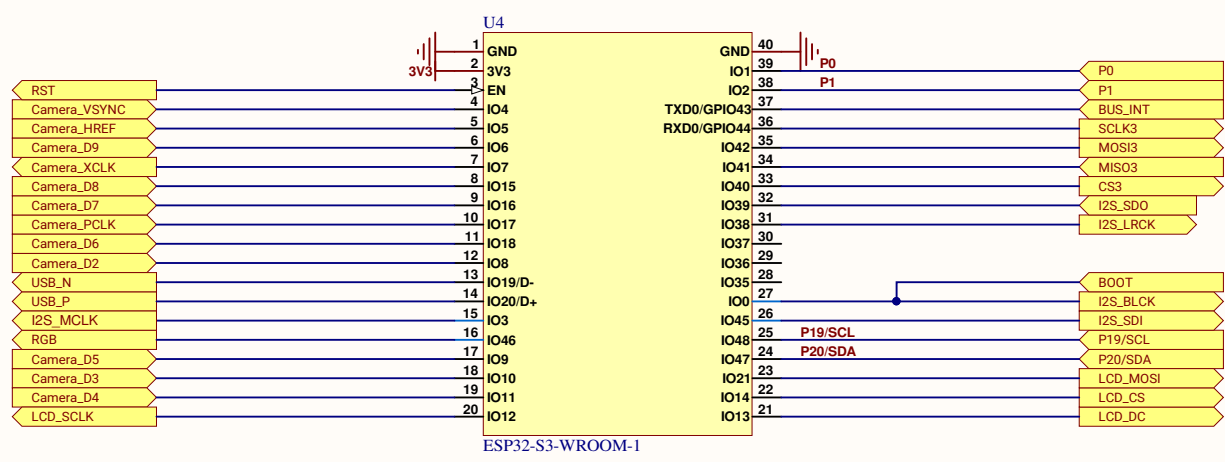 U4
1 GND GND 40
3V3 2 3V3 IO1 39 P0 P0
RST 3 EN IO2 38 P1 P1
Camera_VSYNC 4 IO4 TXD0/GPIO43 37 BUS_INT
Camera_HREF 5 IO5 RXD0/GPIO44 36 SCLK3
Camera_D9 6 IO6 IO42 35 MOSI3
Camera_XCLK 7 IO7 IO41 34 MISO3
Camera_D8 8 IO15 IO40 33 CS3
Camera_D7 9 IO16 IO39 32 I2S_SDO
Camera_PCLK 10 IO17 IO38 31 I2S_LRCK
Camera_D6 11 IO18 IO37 30
Camera_D2 12 IO8 IO36 29
USB_N 13 IO19/D- IO35 28 BOOT
USB_P 14 IO20/D+ IO0 27 I2S_BLCK
I2S_MCLK 15 IO3 IO45 26 I2S_SDI
RGB 16 IO46 IO48 25 P19/SCL P19/SCL
Camera_D5 17 IO9 IO47 24 P20/SDA P20/SDA
Camera_D3 18 IO10 IO21 23 LCD_MOSI
Camera_D4 19 IO11 IO14 22 LCD_CS
LCD_SCLK 20 IO12 IO13 21 LCD_DC
ESP32-S3-WROOM-1